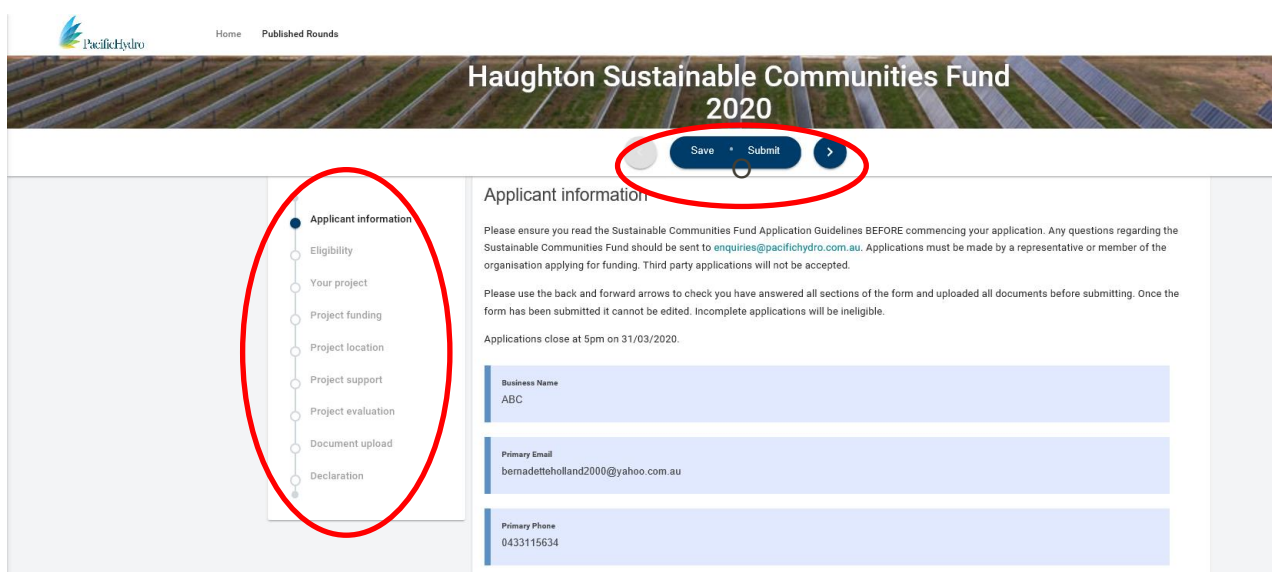 PacificHydro
Home Published Rounds
Haughton Sustainable Communities Fund
2020
Save • Submit
Applicant information
Eligibility
Your project
Project funding
Project location
Project support
Project evaluation
Document upload
Declaration
Applicant information
Please ensure you read the Sustainable Communities Fund Application Guidelines BEFORE commencing your application. Any questions regarding the
Sustainable Communities Fund should be sent to enquiries@pacifichydro.com.au. Applications must be made by a representative or member of the
organisation applying for funding. Third party applications will not be accepted.
Please use the back and forward arrows to check you have answered all sections of the form and uploaded all documents before submitting. Once the
form has been submitted it cannot be edited. Incomplete applications will be ineligible.
Applications close at 5pm on 31/03/2020.
Business Name
ABC
Primary Email
bernadetteholland2000@yahoo.com.au
Primary Phone
0433115634